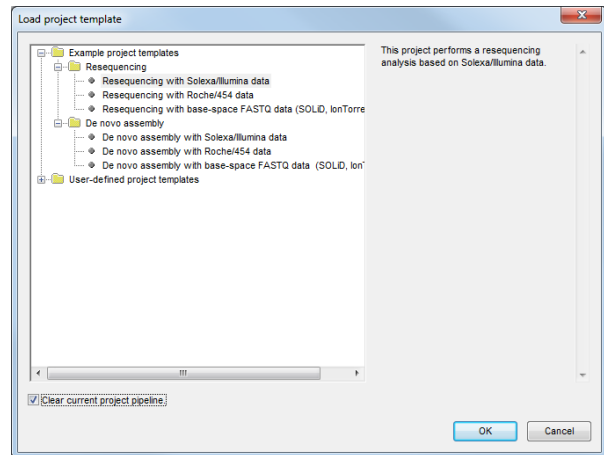 Load project template
Example project templates
Resequencing
Resequencing with Solexa/Illumina data
Resequencing with Roche/454 data
Resequencing with base-space FASTQ data (SOLiD, IonTorre
De novo assembly
De novo assembly with Solexa/Illumina data
De novo assembly with Roche/454 data
De novo assembly with base-space FASTQ data (SOLiD, Ion
User-defined project templates
This project performs a resequencing
analysis based on Solexa/Illumina data.
Clear current project pipeline.
OK
Cancel